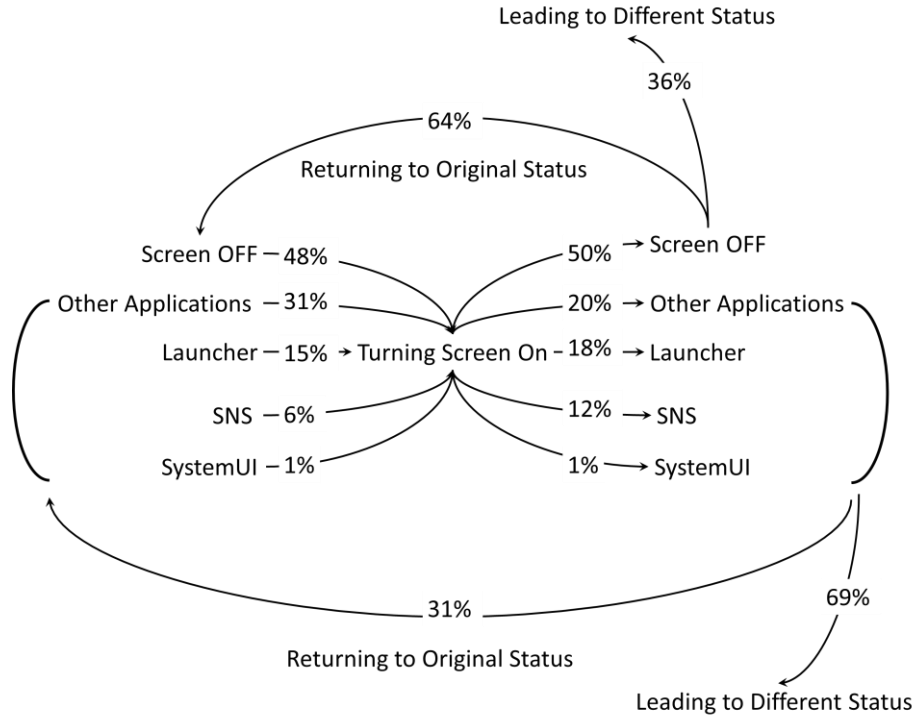 Leading to Different Status
36%
64%
Returning to Original Status
Screen OFF 48% 50% Screen OFF
Other Applications 31% 20% Other Applications
Launcher 15% Turning Screen On 18% Launcher
SNS 6% 12% SNS
SystemUI 1% 1% SystemUI
31%
69%
Returning to Original Status
Leading to Different Status